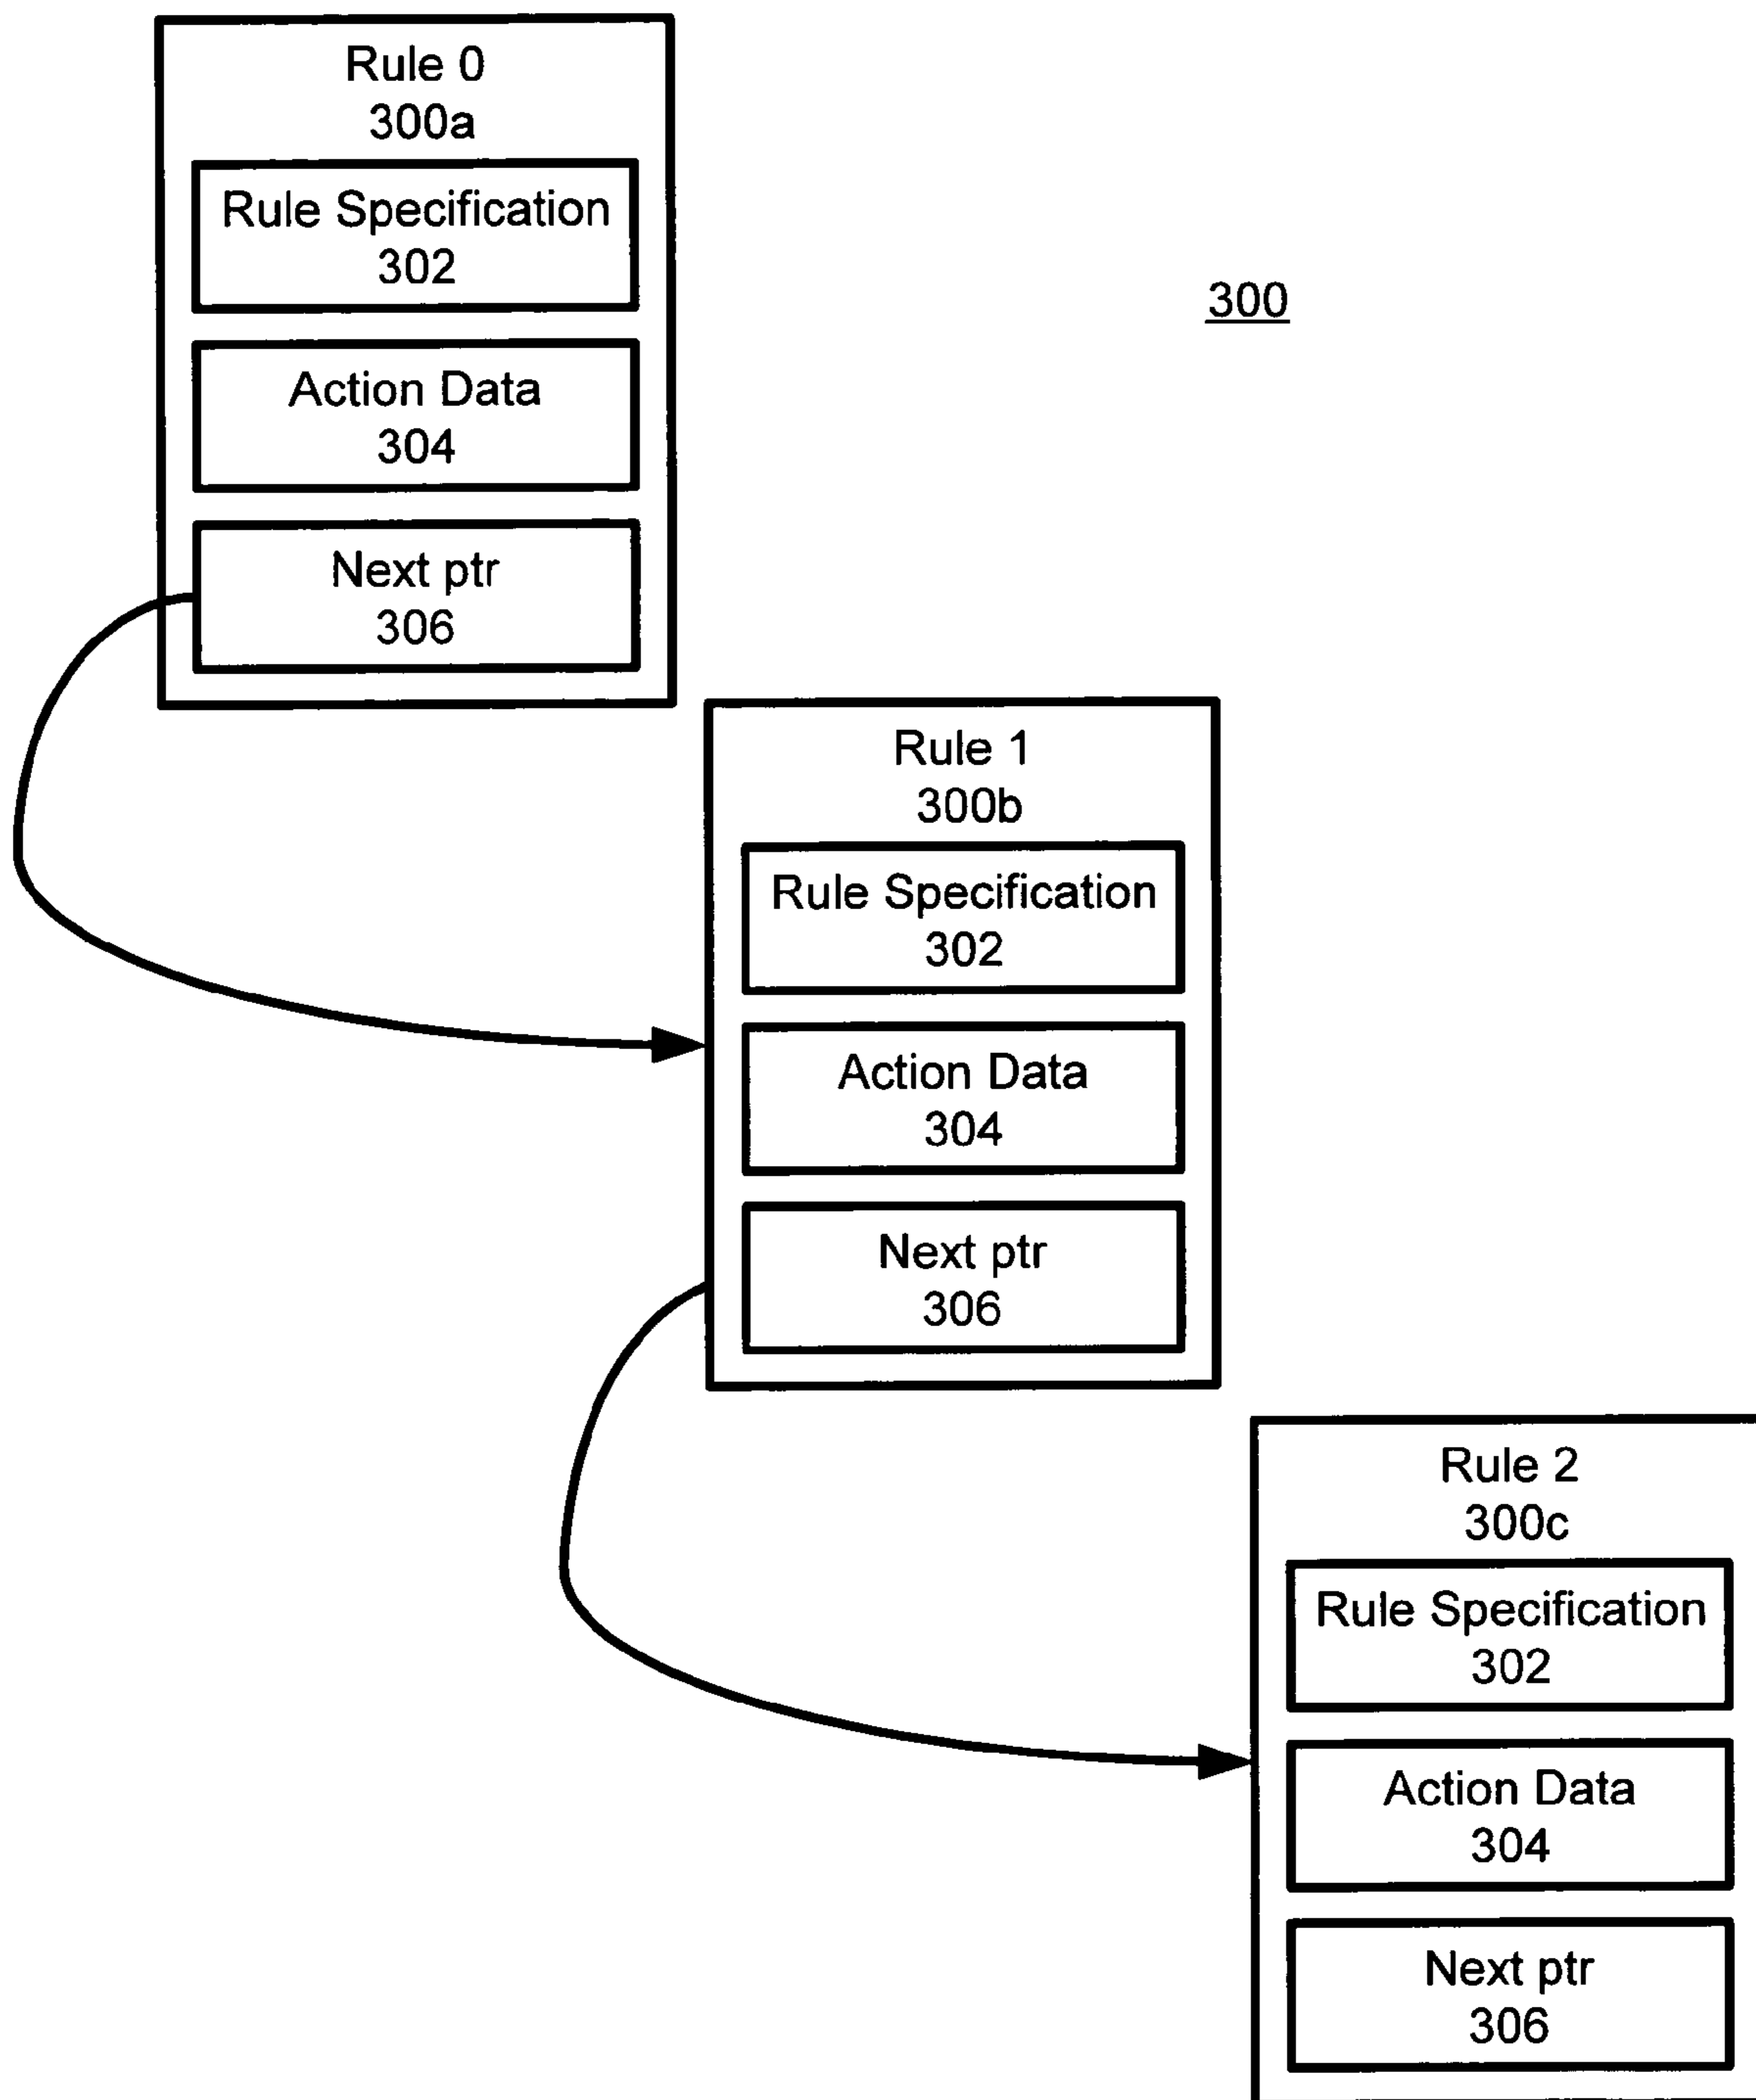 Rule 0
300a
Rule Specification
302
Action Data
304
Next ptr
306
300
Rule 1
300b
Rule Specification
302
Action Data
304
Next ptr
306
Rule 2
300c
Rule Specification
302
Action Data
304
Next ptr
306